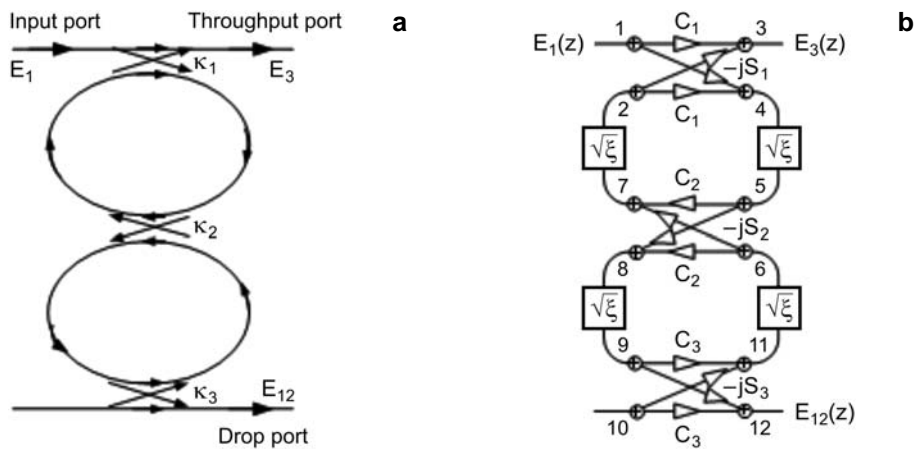 Input port
Throughput port
a
E₁
κ₁
E₃
κ₂
κ₃
E₁₂
Drop port
b
1
C₁
3
E₁(z)
E₃(z)
–jS₁
2
C₁
4
√ξ
√ξ
7
C₂
5
–jS₂
8
C₂
6
√ξ
√ξ
9
C₃
11
–jS₃
E₁₂(z)
10
C₃
12